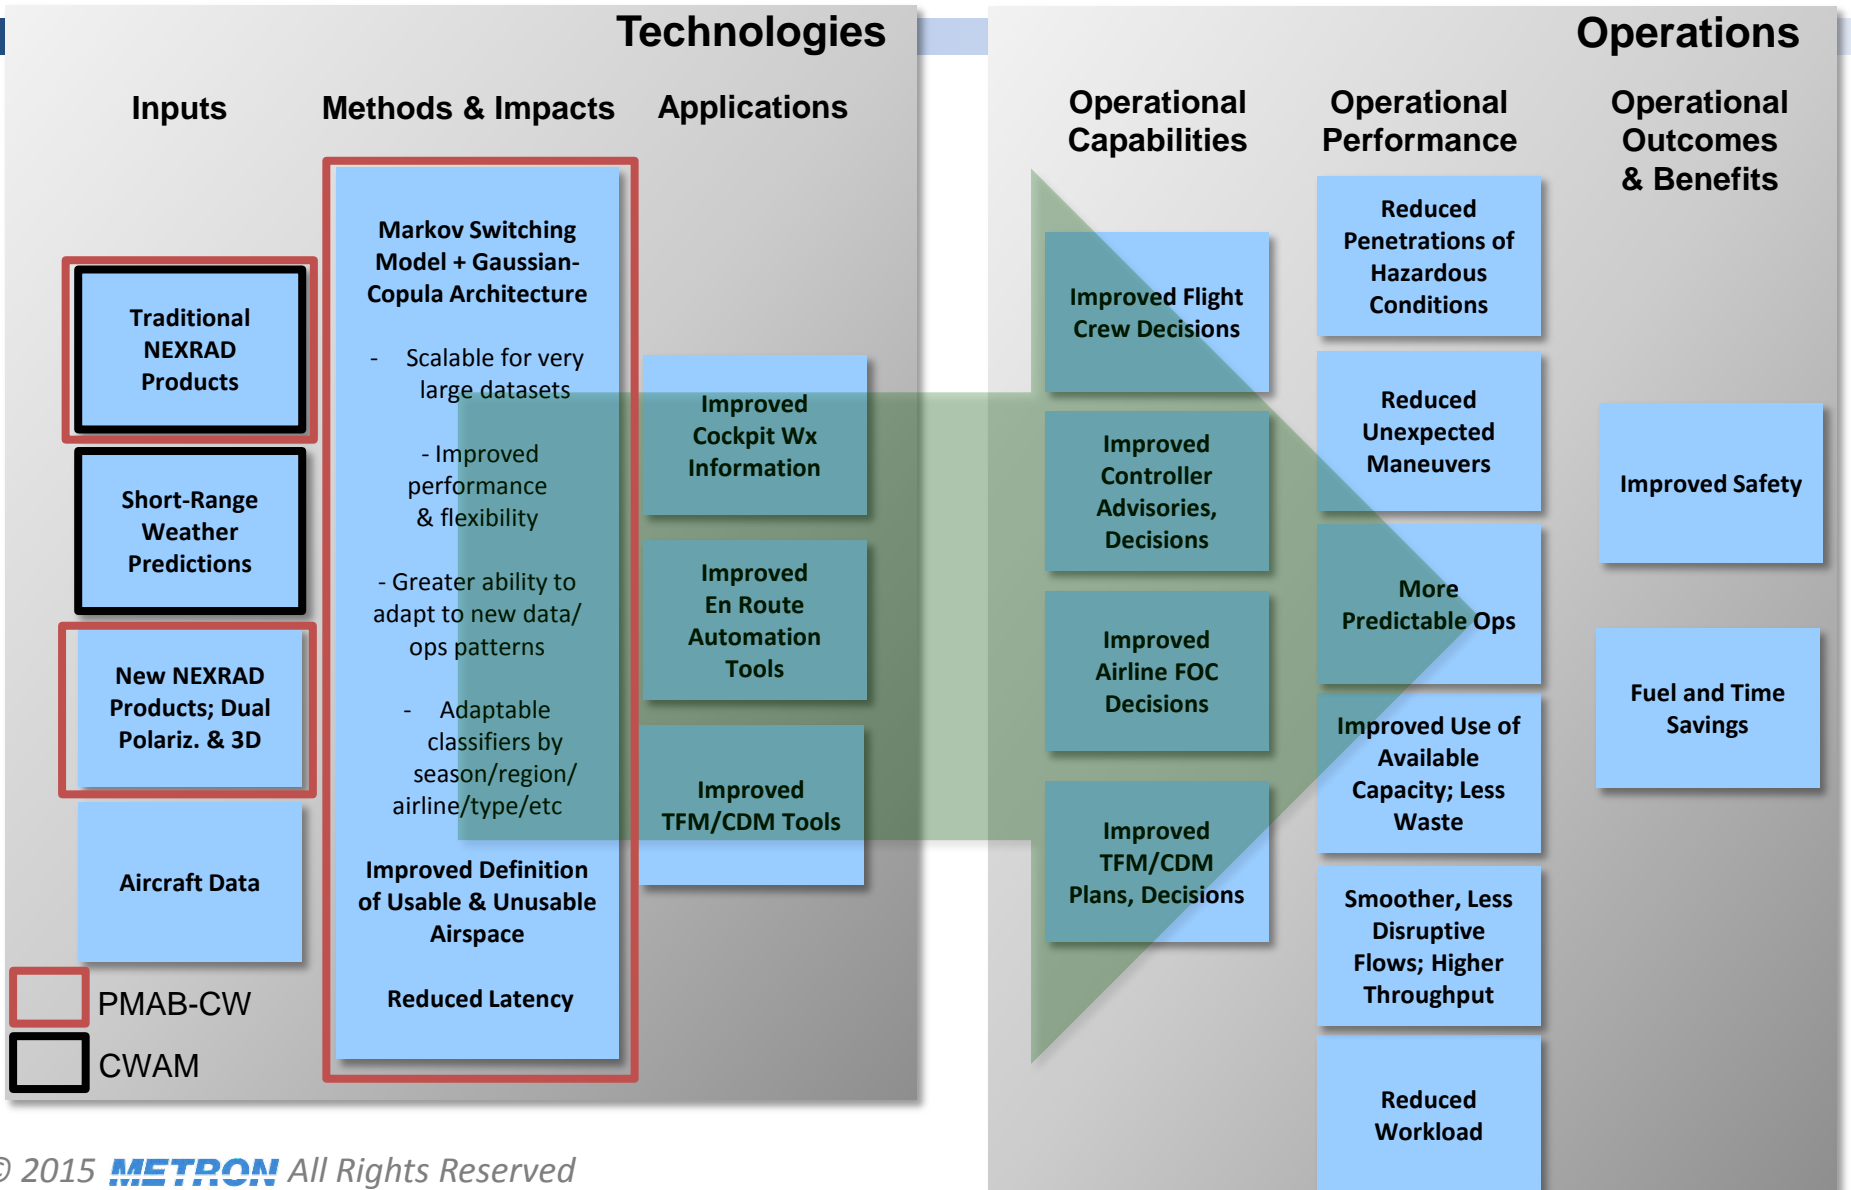 Technologies
Inputs
Methods & Impacts
Applications
Traditional
NEXRAD
Products
Short-Range
Weather
Predictions
New NEXRAD
Products; Dual
Polariz. & 3D
Aircraft Data
PMAB-CW
CWAM
Markov Switching
Model + Gaussian-
Copula Architecture
- Scalable for very
large datasets
- Improved
performance
& flexibility
- Greater ability to
adapt to new data/
ops patterns
- Adaptable
classifiers by
season/region/
airline/type/etc
Improved Definition
of Usable & Unusable
Airspace
Reduced Latency
Improved
Cockpit Wx
Information
Improved
En Route
Automation
Tools
Improved
TFM/CDM Tools
Operations
Operational
Capabilities
Operational
Performance
Operational
Outcomes
& Benefits
Improved Flight
Crew Decisions
Improved
Controller
Advisories,
Decisions
Improved
Airline FOC
Decisions
Improved
TFM/CDM
Plans, Decisions
Reduced
Penetrations of
Hazardous
Conditions
Reduced
Unexpected
Maneuvers
More
Predictable Ops
Improved Use of
Available
Capacity; Less
Waste
Smoother, Less
Disruptive
Flows; Higher
Throughput
Reduced
Workload
Improved Safety
Fuel and Time
Savings
© 2015 METRON All Rights Reserved